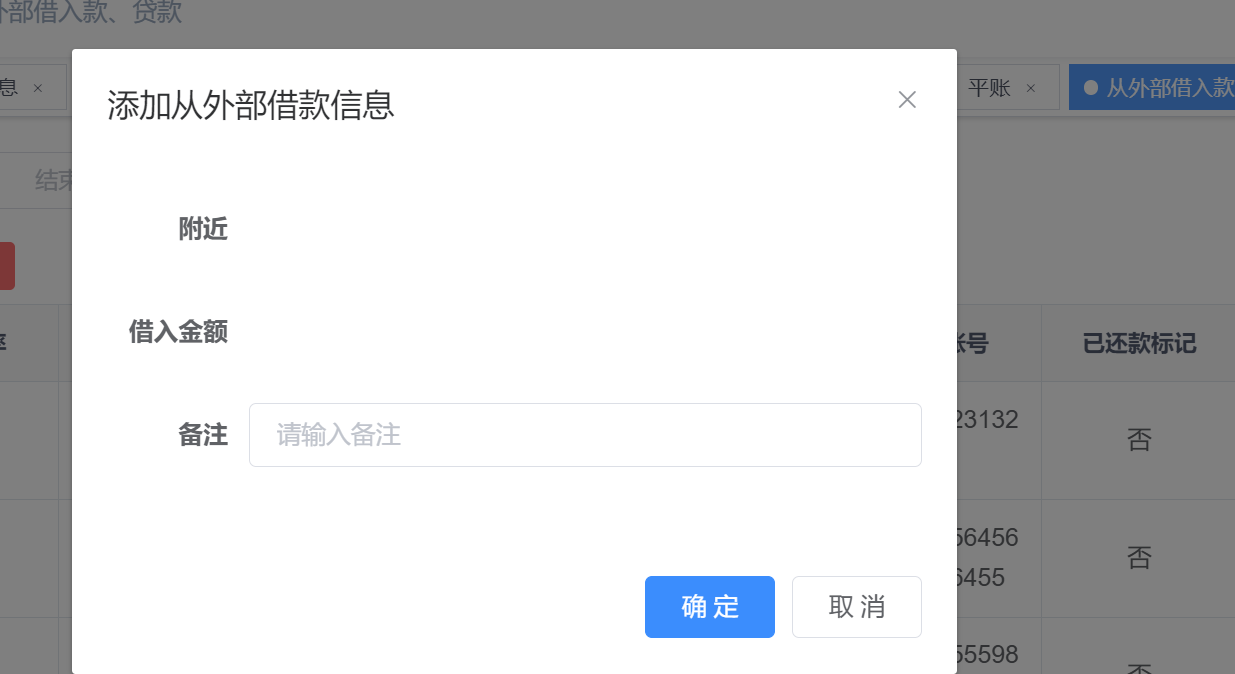 外部借入款、贷款
息 ×
平账 ×
从外部借入款
添加从外部借款信息
结束
附近
借入金额
备注 请输入备注
确 定 取 消
账号 已还款标记
23132 否
56456
6455 否
55598